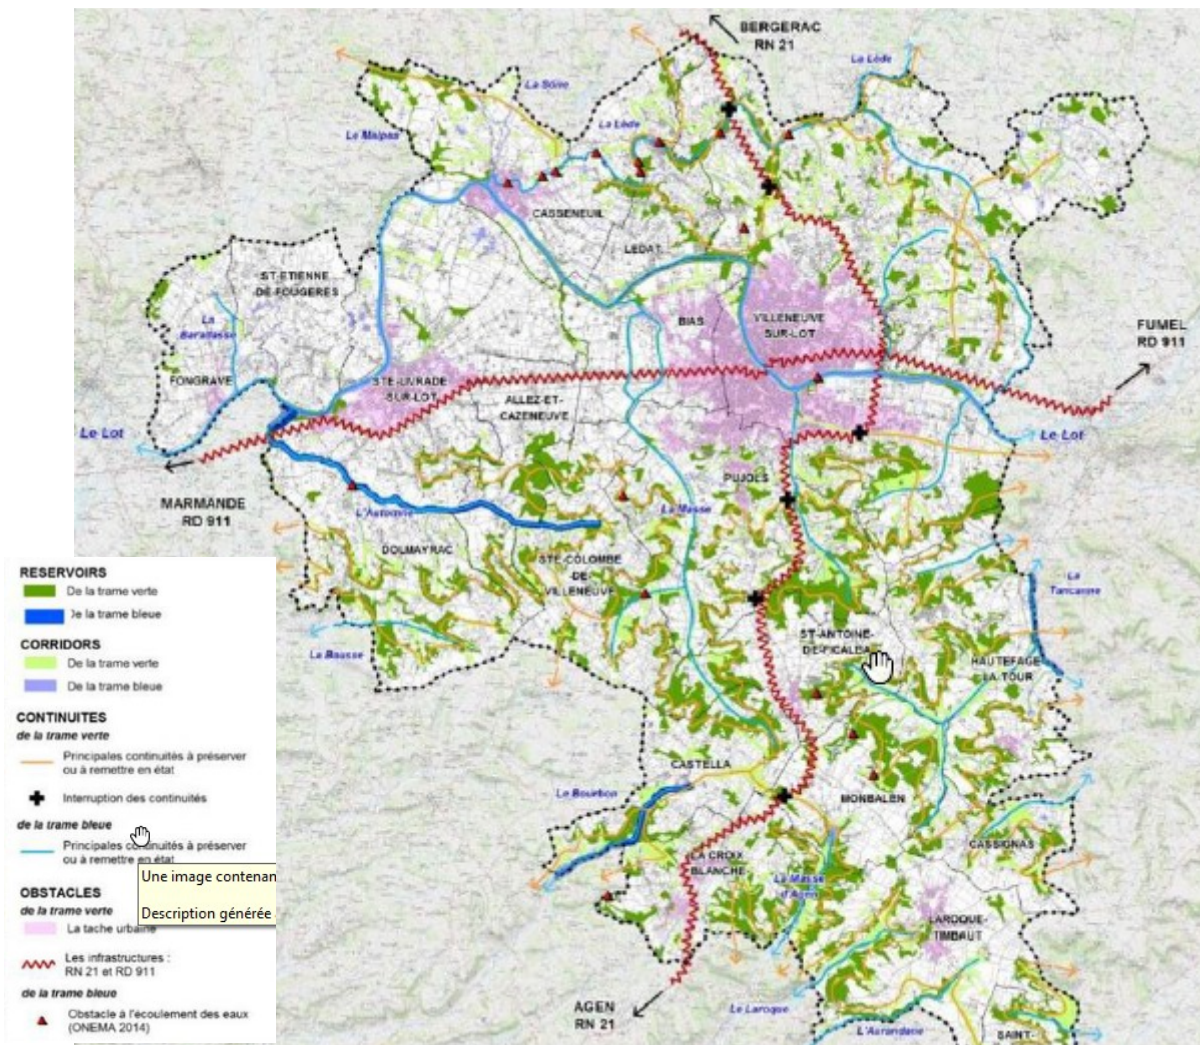 BERGERAC
RN 21
La Lède
La Sône
La Lède
Le Malpas
CASSENEUIL
LEDAT
ST-ETIENNE
DE-FOUGERES
La
Baradasse
BIAS
VILLENEUVE
SUR-LOT
FUMEL
RD 911
FONGRAVE
STE-LIVRADE
SUR-LOT
ALLEZ-ET-
CAZENEUVE
Le Lot
Le Lot
MARMANDE
RD 911
PUJOLS
L'Automne
La Masse
DOLMAYRAC
STE-COLOMBE
-DE-
VILLENEUVE
La
Tancanne
La Bausse
ST-ANTOINE-
DE-FICALBA
HAUTEFAGE
LA-TOUR
CASTELLA
Le Bourbon
MONBALEN
CASSIGNAS
LA CROIX
BLANCHE
La Masse
d'Agen
LAROQUE-
TIMBAUT
AGEN
RN 21
Le Laroque
L'Aurandane
SAINT-
RESERVOIRS
De la trame verte
De la trame bleue
CORRIDORS
De la trame verte
De la trame bleue
CONTINUITES
de la trame verte
Principales continuités à préserver
ou à remettre en état
Interruption des continuités
de la trame bleue
Principales continuités à préserver
ou à remettre en état
Une image contenan
Description générée
OBSTACLES
de la trame verte
La tache urbaine
Les infrastructures :
RN 21 et RD 911
de la trame bleue
Obstacle à l'écoulement des eaux
(ONEMA 2014)